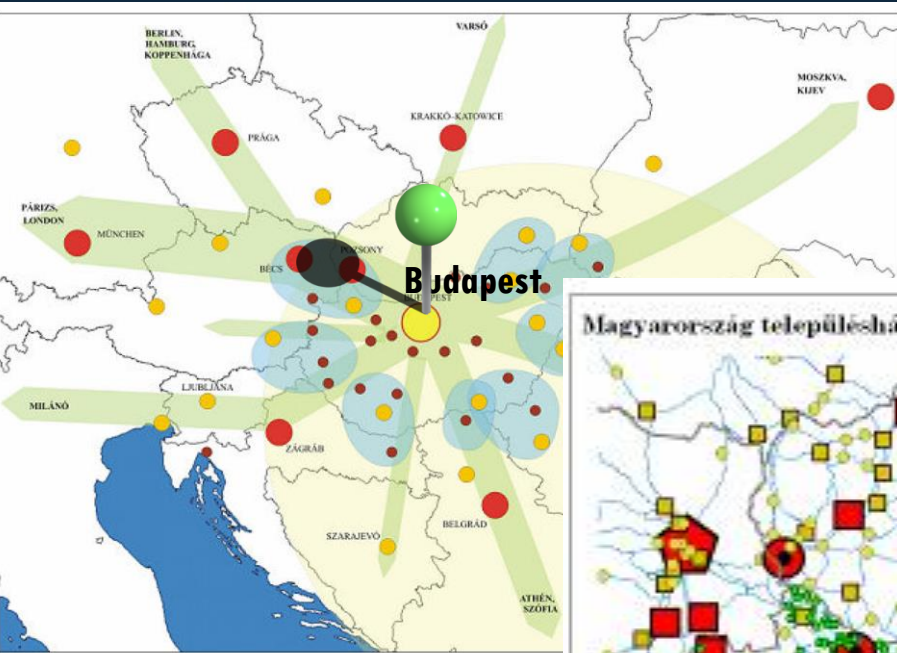 BERLIN,
HAMBURG,
KOPPENHÁGA
VARSÓ
MOSZKVA,
KIJEV
KRAKKÓ-KATOWICE
PRÁGA
PÁRIZS,
LONDON
MÜNCHEN
BÉCS
POZSONY
Budapest
BUDAPEST
Magyarország településhá
LJUBLJANA
MILÁNÓ
ZÁGRÁB
BELGRÁD
SZARAJEVÓ
ATHÉN,
SZÓFIA